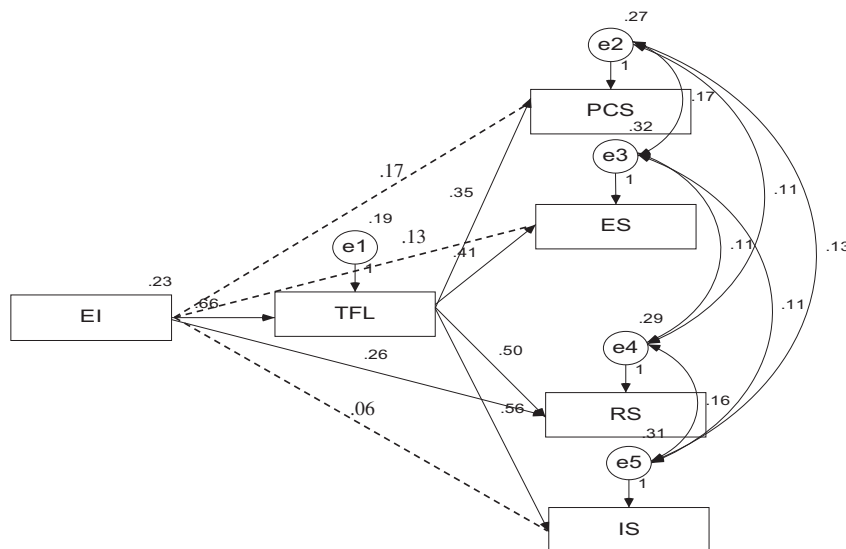 .27
e2
1
PCS
.17
.32
e3
1
.17
.35
.11
.19
e1
1
.13
.41
ES
.11
.13
.23
EI
.66
TFL
.11
.29
e4
1
.50
.26
RS
.16
.56
.06
.31
e5
1
IS